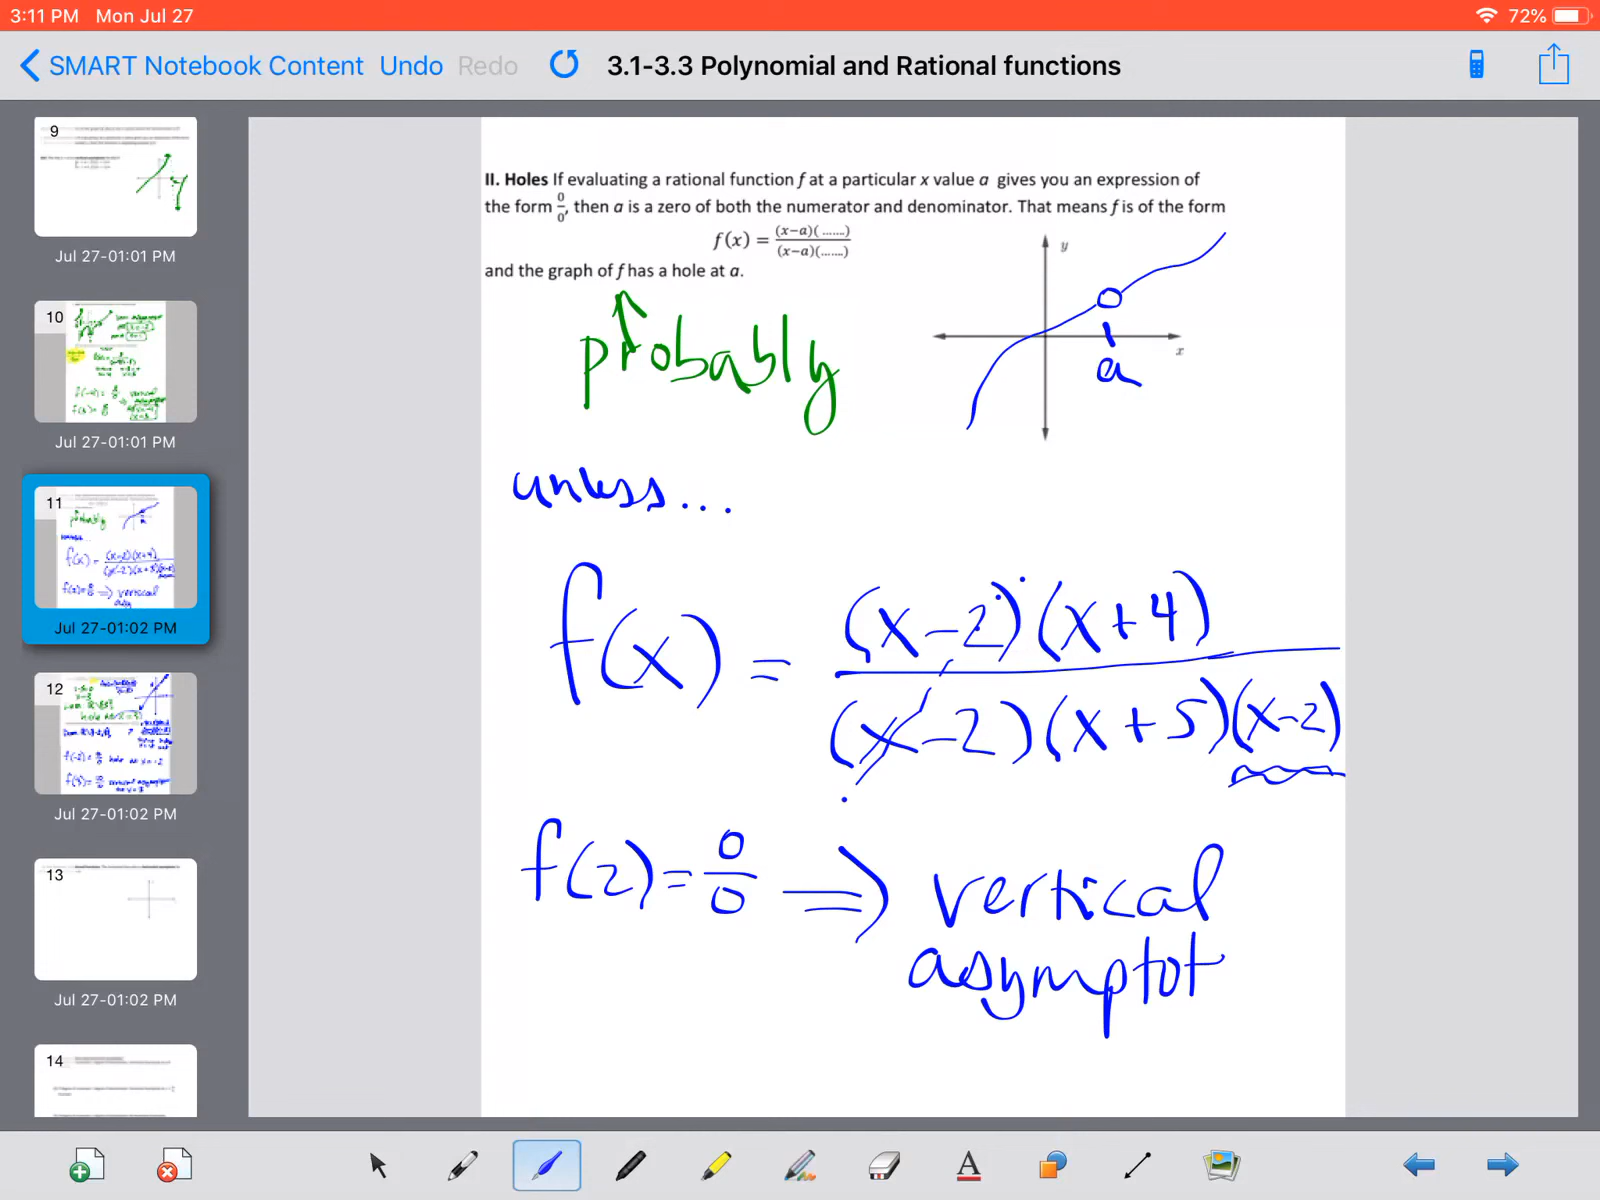 3:11 PM Mon Jul 27
72%
SMART Notebook Content Undo Redo 3.1-3.3 Polynomial and Rational functions
9
Jul 27-01:01 PM
10
Jul 27-01:01 PM
11
Jul 27-01:02 PM
12
Jul 27-01:02 PM
13
Jul 27-01:02 PM
14
II. Holes If evaluating a rational function f at a particular x value a gives you an expression of
the form 0/0, then a is a zero of both the numerator and denominator. That means f is of the form
f(x) = (x−a)(.......)/(x−a)(.......)
and the graph of f has a hole at a.
y
x
a
probably
unless...
f(x) = (x-2)(x+4)/(x-2)(x+5)(x-2)
f(2) = 0/0 ⇒ vertical
asymptot
A